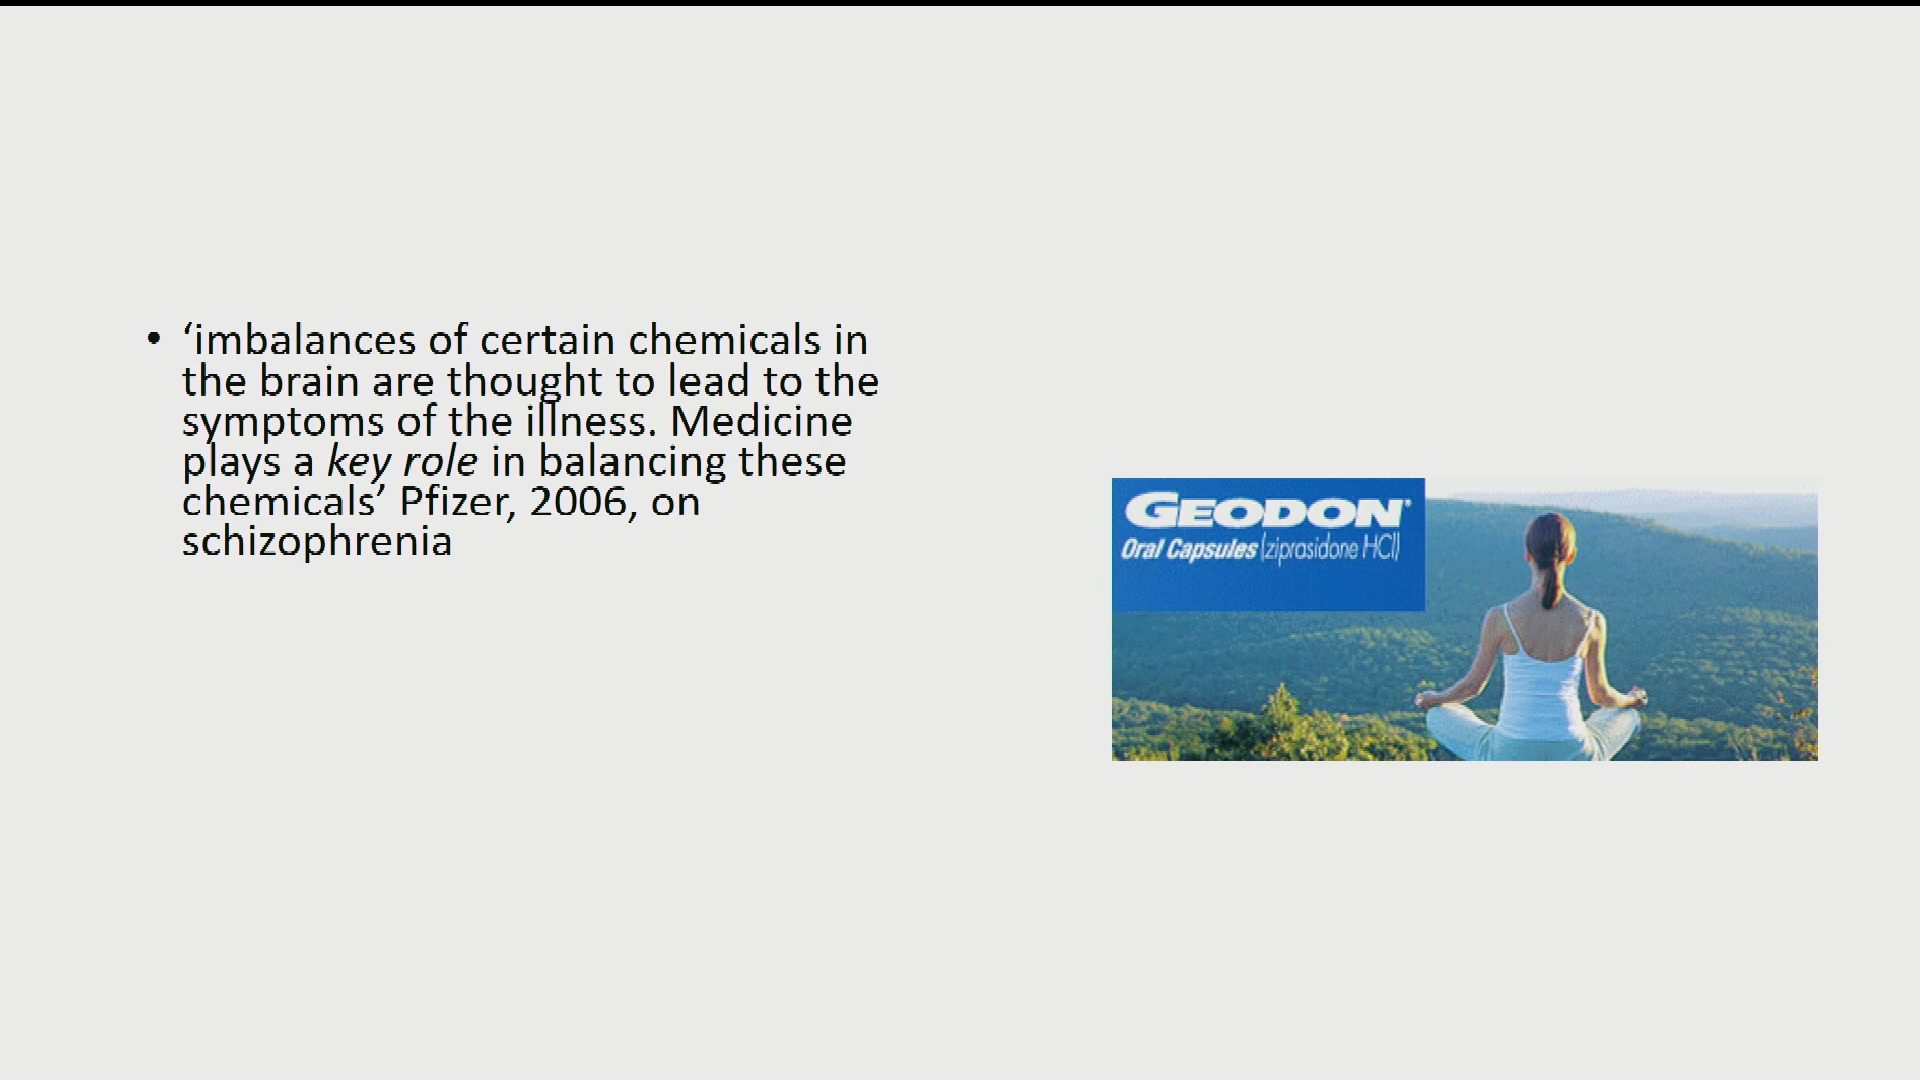 • ‘imbalances of certain chemicals in
the brain are thought to lead to the
symptoms of the illness. Medicine
plays a key role in balancing these
chemicals’ Pfizer, 2006, on
schizophrenia
GEODON®
Oral Capsules (ziprasidone HCl)